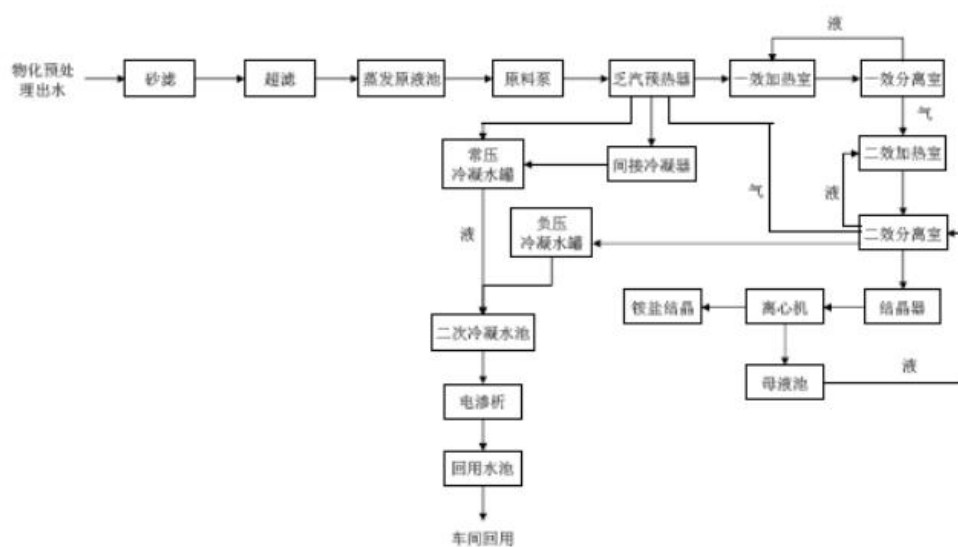 液
物化预处
理出水
砂滤
超滤
蒸发原液池
原料泵
乏汽预热器
一效加热室
一效分离室
气
常压
冷凝水罐
间接冷凝器
二效加热室
气
液
液
负压
冷凝水罐
二效分离室
铵盐结晶
离心机
结晶器
二次冷凝水池
母液池
液
电渗析
回用水池
车间回用